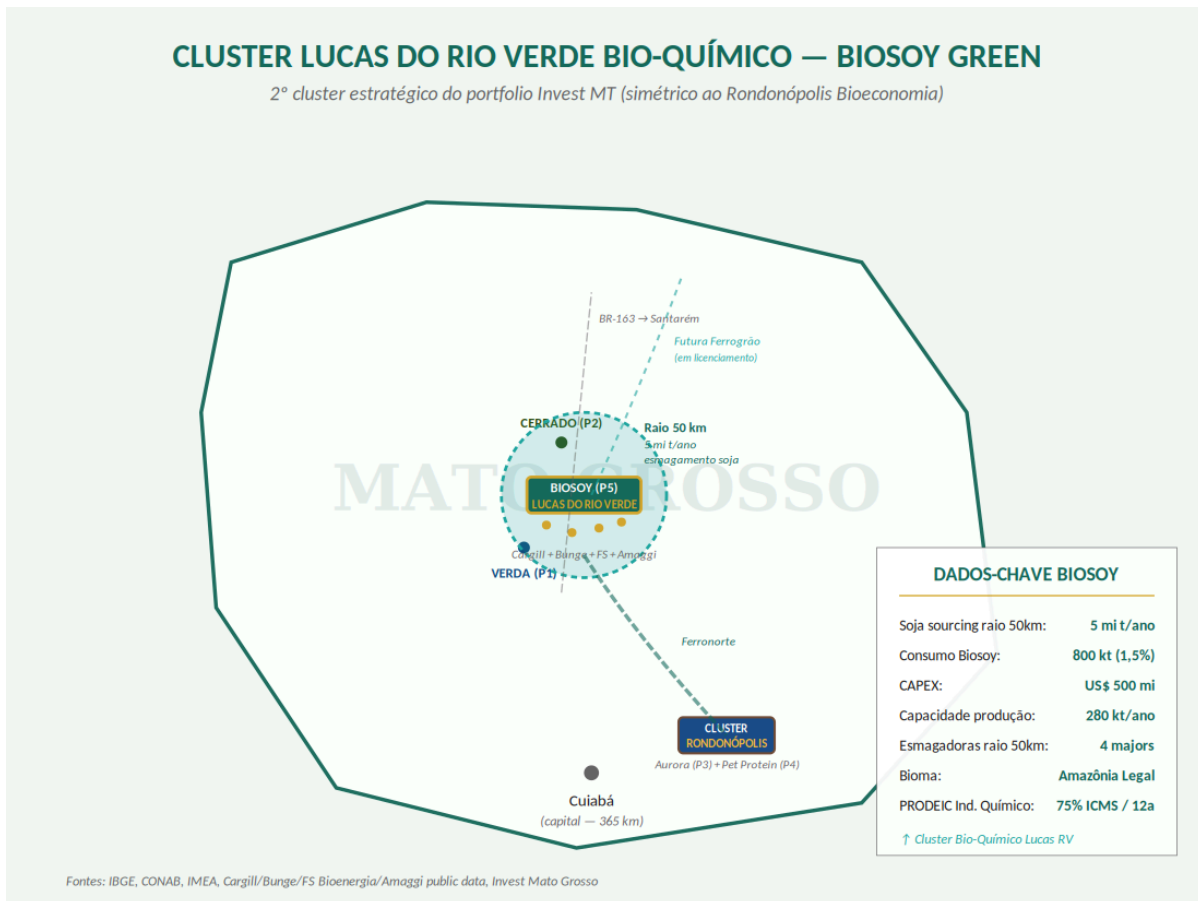 CLUSTER LUCAS DO RIO VERDE BIO-QUÍMICO — BIOSOY GREEN
2º cluster estratégico do portfolio Invest MT (simétrico ao Rondonópolis Bioeconomia)
BR-163 → Santarém
Futura Ferrogrão
(em licenciamento)
CERRADO (P2)
Raio 50 km
5 mi t/ano
esmagamento soja
MATO GROSSO
BIOSOY (P5)
LUCAS DO RIO VERDE
Cargill + Bunge + FS + Amaggi
VERDA (P1)
Ferronorte
CLUSTER
RONDONÓPOLIS
Aurora (P3) + Pet Protein (P4)
Cuiabá
(capital — 365 km)
DADOS-CHAVE BIOSOY
Soja sourcing raio 50km: 5 mi t/ano
Consumo Biosoy: 800 kt (1,5%)
CAPEX: US$ 500 mi
Capacidade produção: 280 kt/ano
Esmagadoras raio 50km: 4 majors
Bioma: Amazônia Legal
PRODEIC Ind. Químico: 75% ICMS / 12a
↑ Cluster Bio-Químico Lucas RV
Fontes: IBGE, CONAB, IMEA, Cargill/Bunge/FS Bioenergia/Amaggi public data, Invest Mato Grosso